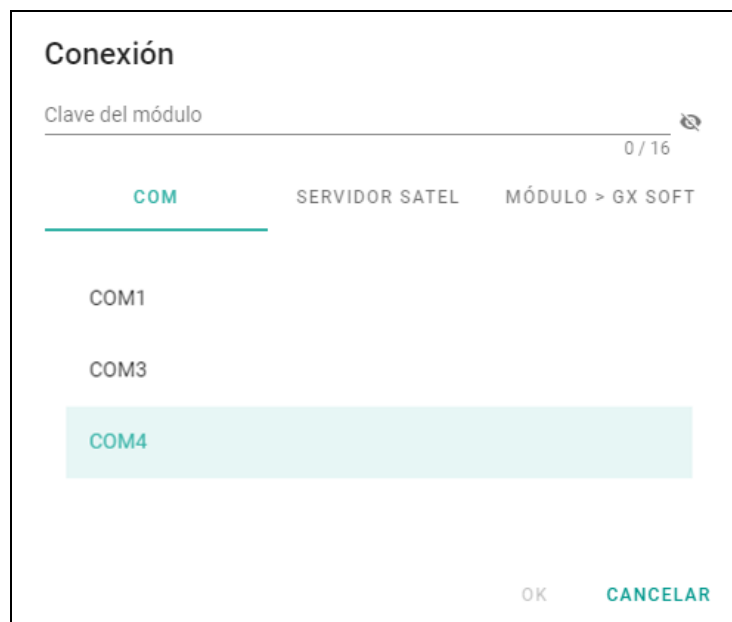 Conexión
Clave del módulo
0 / 16
COM SERVIDOR SATEL MÓDULO > GX SOFT
COM1
COM3
COM4
OK CANCELAR